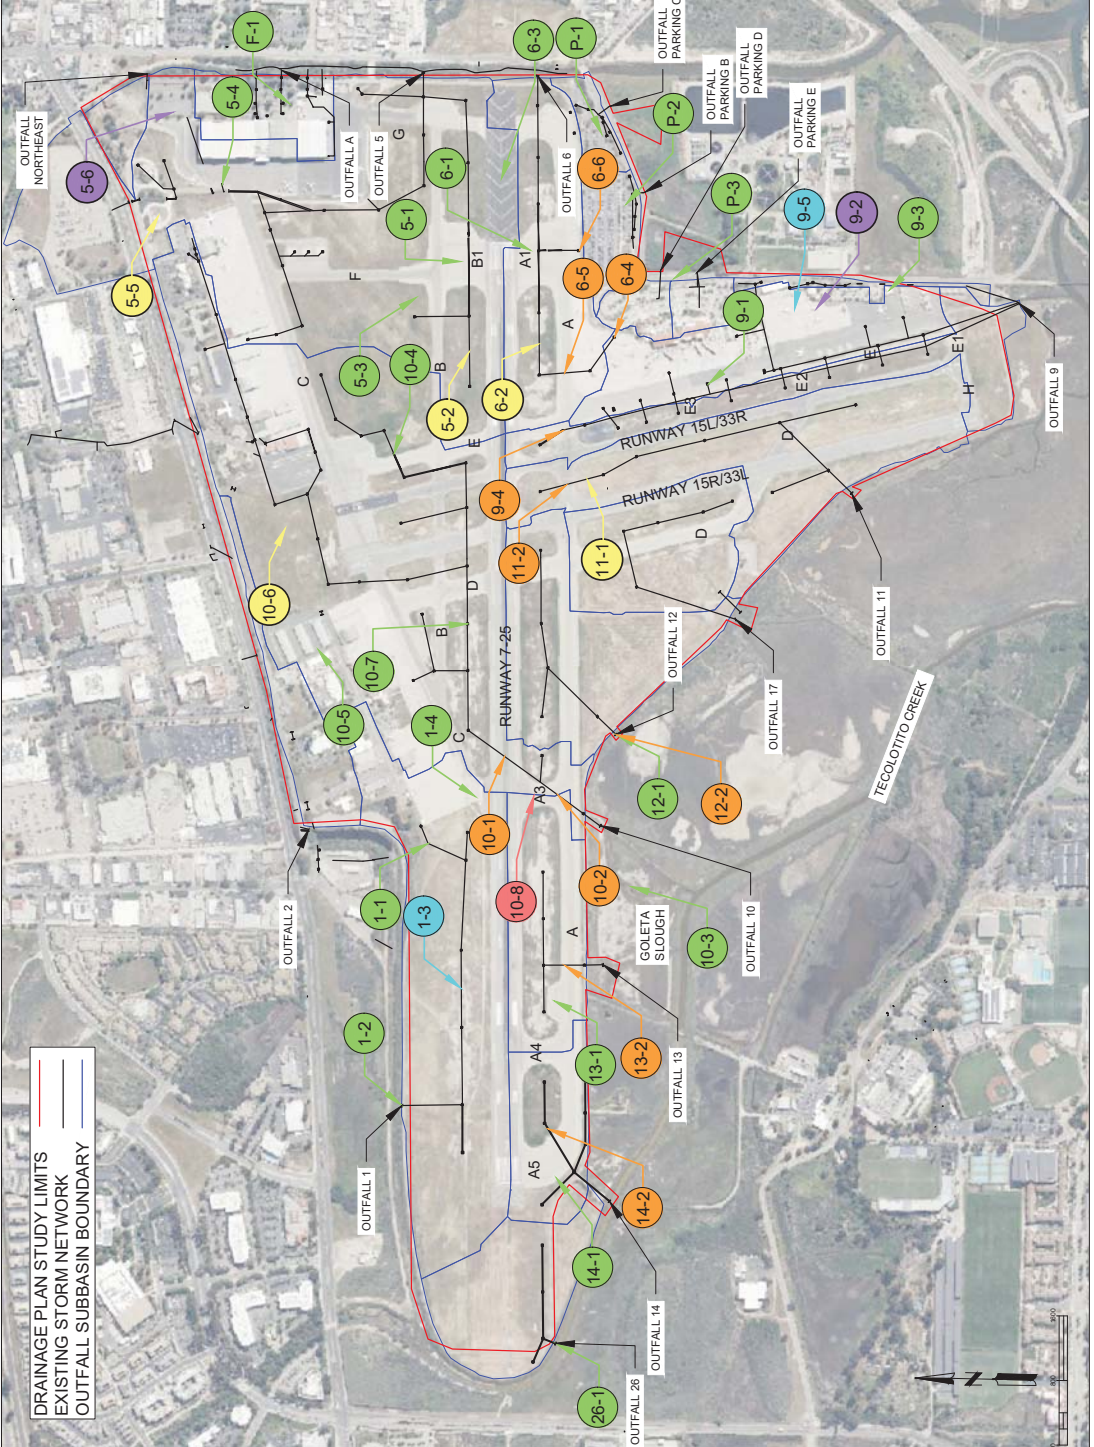 DRAINAGE PLAN STUDY LIMITS
EXISTING STORM NETWORK
OUTFALL SUBBASIN BOUNDARY
OUTFALL
NORTHEAST
5-6
5-4
F-1
OUTFALL A
OUTFALL 5
6-3
P-1
OUTFALL
OUTFALL
PARKING B
OUTFALL
PARKING D
OUTFALL
PARKING E
P-2
P-3
6-6
OUTFALL 6
6-1
5-1
5-5
5-3
10-4
5-2
6-2
6-5
6-4
9-5
9-2
9-3
9-1
9-4
OUTFALL 9
G
F
B1
A1
A
B
C
E
E3
E2
E
E1
H
D
D
RUNWAY 15L/33R
RUNWAY 15R/33L
11-2
11-1
10-6
10-7
10-5
1-4
B
D
C
RUNWAY 7-25
OUTFALL 12
OUTFALL 17
OUTFALL 11
TECOLOTITO CREEK
12-1
12-2
10-1
10-8
A3
10-2
10-3
OUTFALL 10
GOLETA
SLOUGH
OUTFALL 2
1-1
1-3
1-2
OUTFALL 1
A
A4
A5
13-1
13-2
OUTFALL 13
14-2
14-1
OUTFALL 14
26-1
OUTFALL 26
N
800